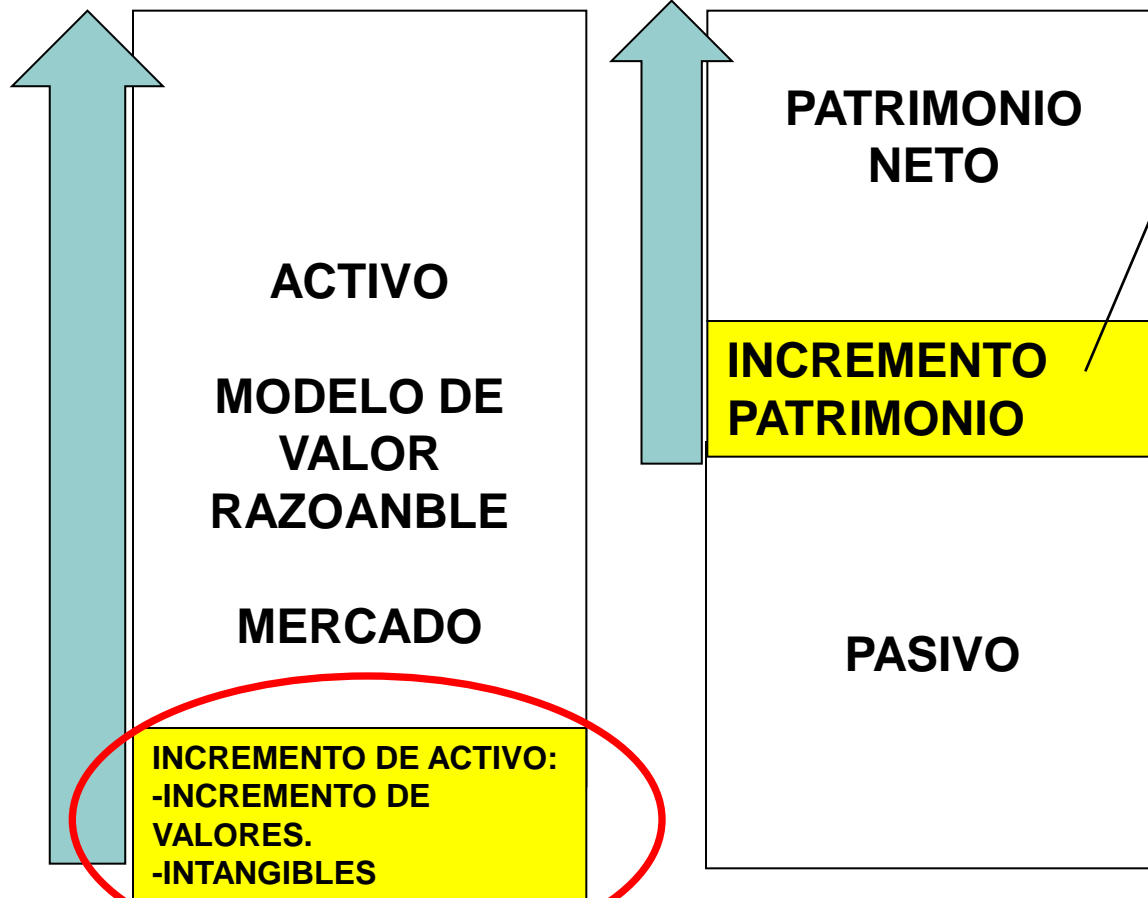 ACTIVO
MODELO DE
VALOR
RAZOANBLE
MERCADO
INCREMENTO DE ACTIVO:
-INCREMENTO DE
VALORES.
-INTANGIBLES
PATRIMONIO
NETO
INCREMENTO
PATRIMONIO
PASIVO